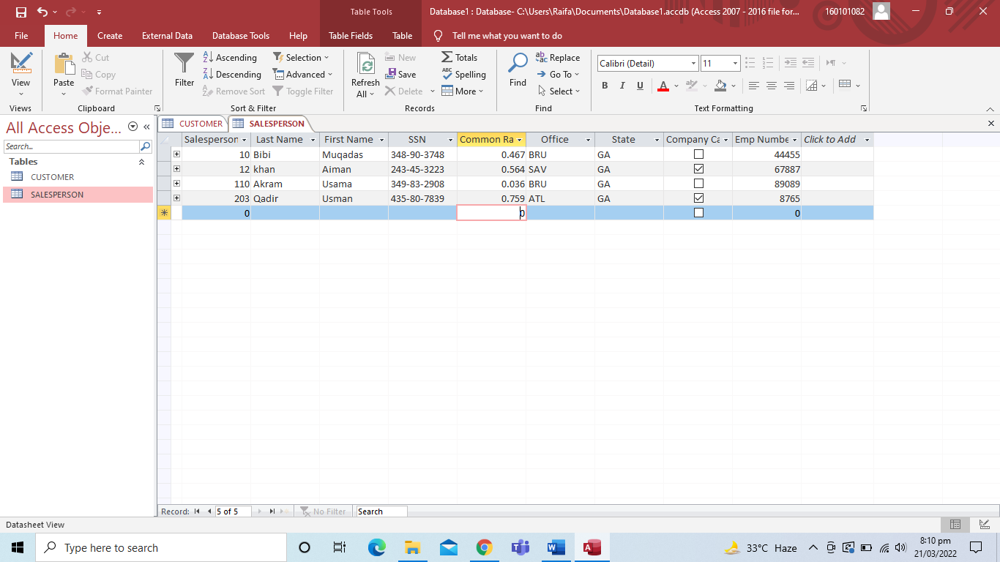 Table Tools
Database1 : Database- C:\Users\Raifa\Documents\Database1.accdb (Access 2007 - 2016 file for...
160101082
File Home Create External Data Database Tools Help Table Fields Table Tell me what you want to do
View
Views
Paste
Cut
Copy
Format Painter
Clipboard
Filter
Ascending
Descending
Remove Sort
Selection
Advanced
Toggle Filter
Sort & Filter
Refresh
All
New
Save
Delete
Totals
Spelling
More
Records
Find
Replace
Go To
Select
Find
Calibri (Detail) 11
B I U A ab
Text Formatting
All Access Obje...
Search...
Tables
CUSTOMER
SALESPERSON
CUSTOMER SALESPERSON
Salesperson Last Name First Name SSN Common Ra Office State Company Ca Emp Numbe Click to Add
10 Bibi Muqadas 348-90-3748 0.467 BRU GA 44455
12 khan Aiman 243-45-3223 0.564 SAV GA 67887
110 Akram Usama 349-83-2908 0.036 BRU GA 89089
203 Qadir Usman 435-80-7839 0.759 ATL GA 8765
0 0 0
Record: 5 of 5 No Filter Search
Datasheet View
Type here to search
33°C Haze
8:10 pm
21/03/2022